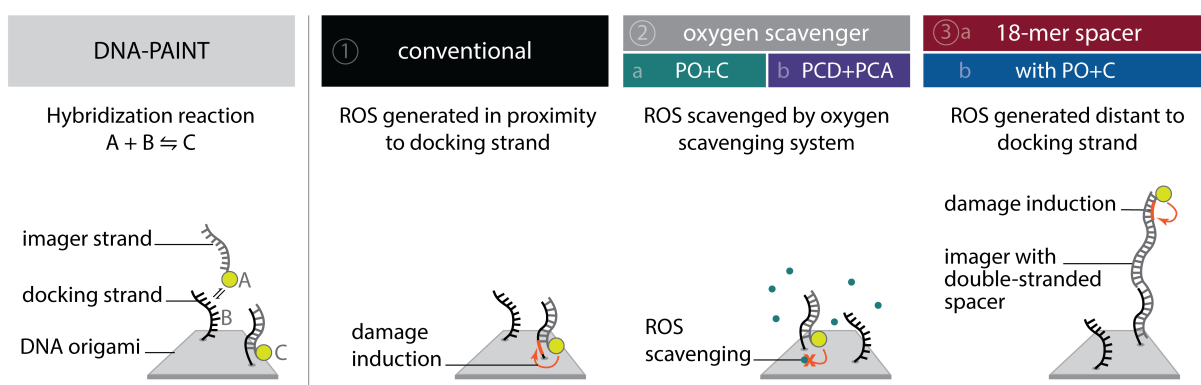 DNA-PAINT
Hybridization reaction
A + B ⇋ C
imager strand
docking strand
DNA origami
A
B
C
1 conventional
ROS generated in proximity
to docking strand
damage
induction
2 oxygen scavenger
a PO+C
b PCD+PCA
ROS scavenged by oxygen
scavenging system
ROS
scavenging
3 a 18-mer spacer
b with PO+C
ROS generated distant to
docking strand
damage induction
imager with
double-stranded
spacer